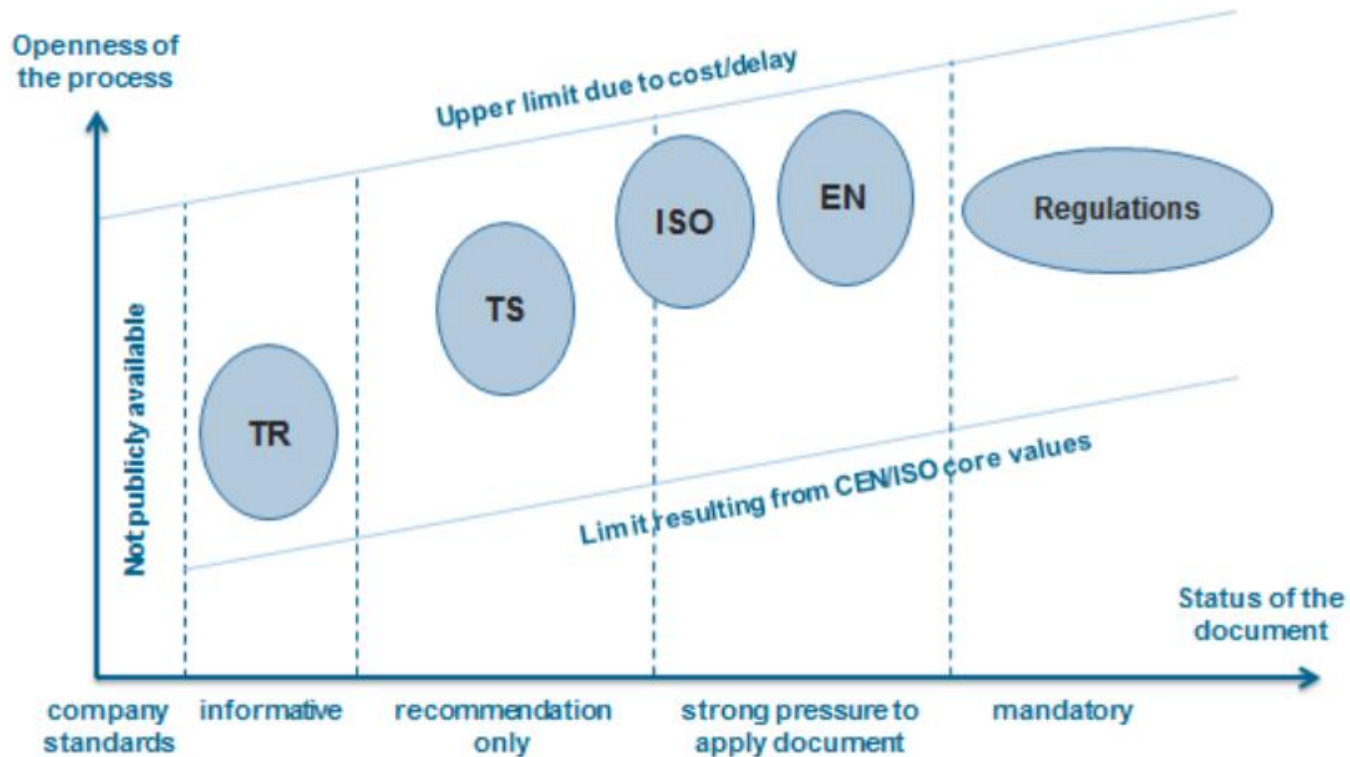 Openness of
the process
Upper limit due to cost/delay
Not publicly available
TR
TS
ISO
EN
Regulations
Limit resulting from CEN/ISO core values
Status of the
document
company
standards
informative
recommendation
only
strong pressure to
apply document
mandatory